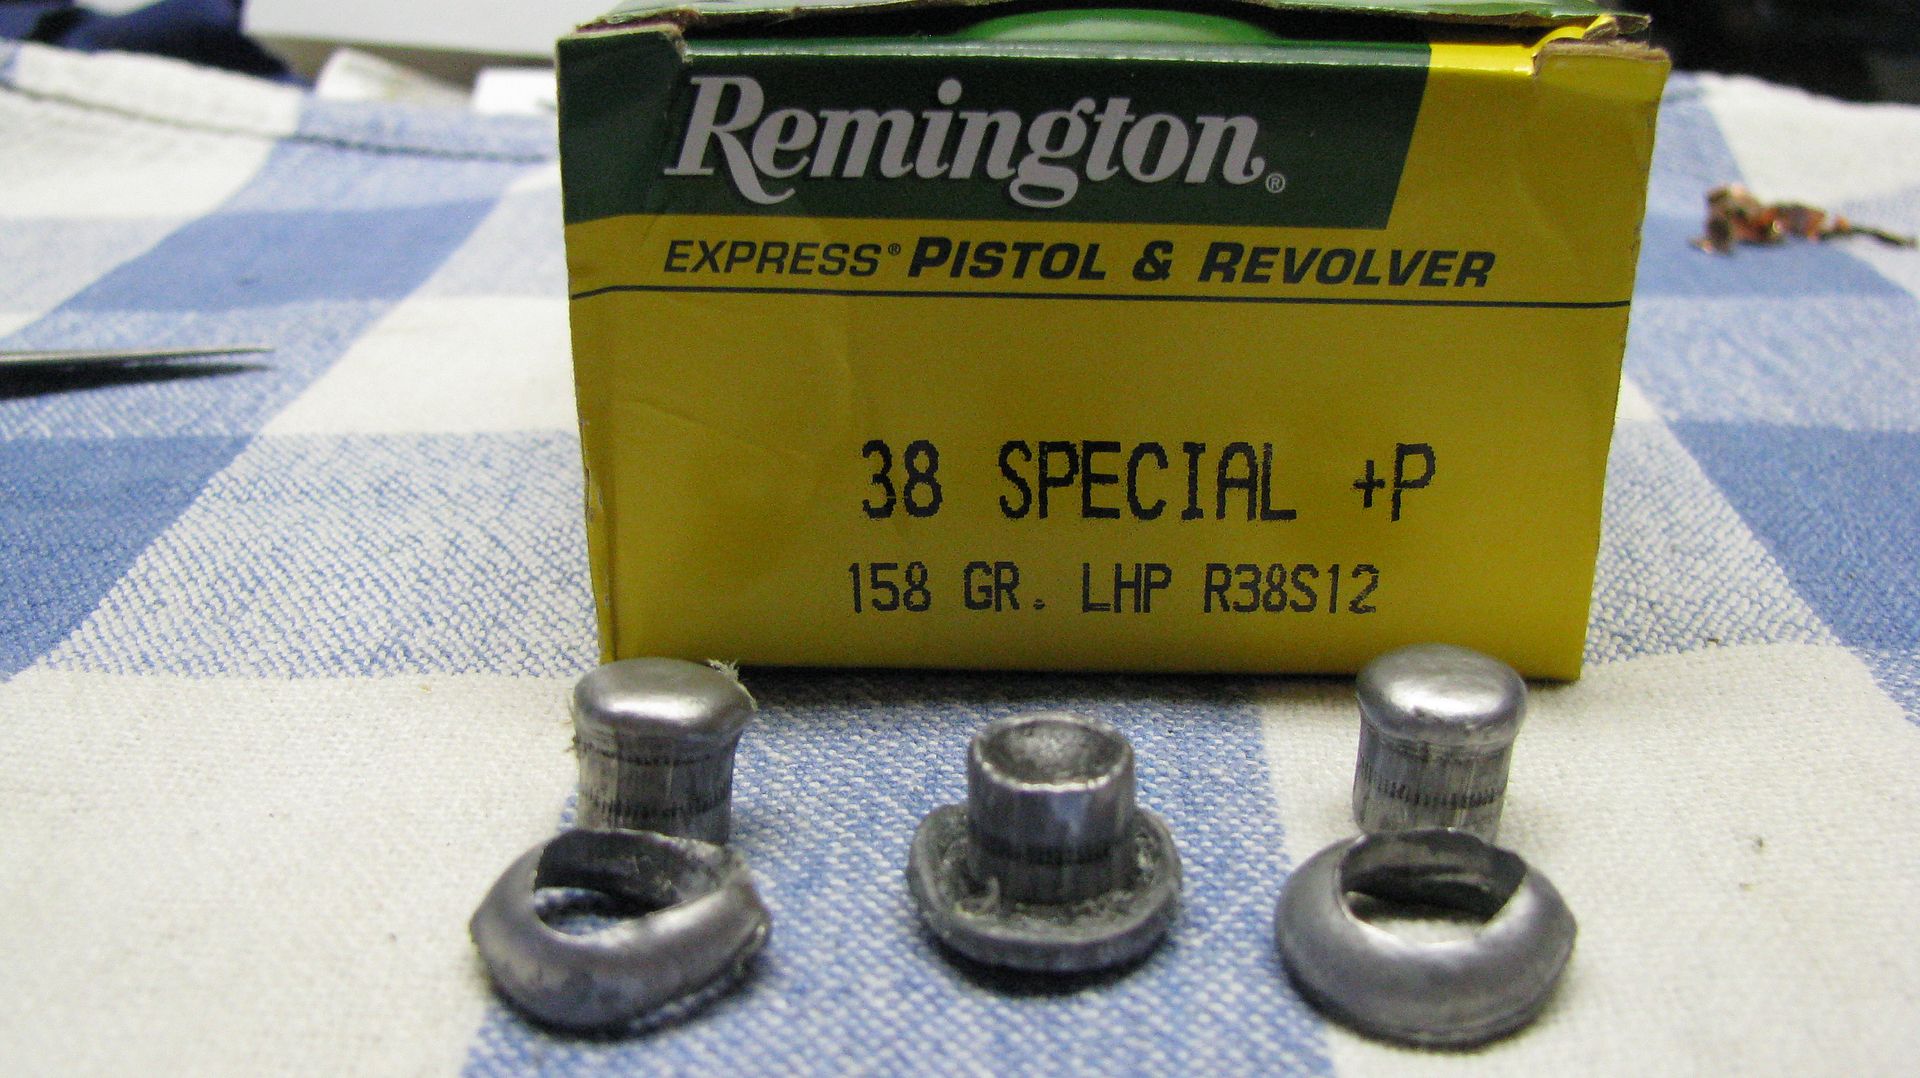 Remington®
EXPRESS® PISTOL & REVOLVER
38 SPECIAL +P
158 GR. LHP R38S12